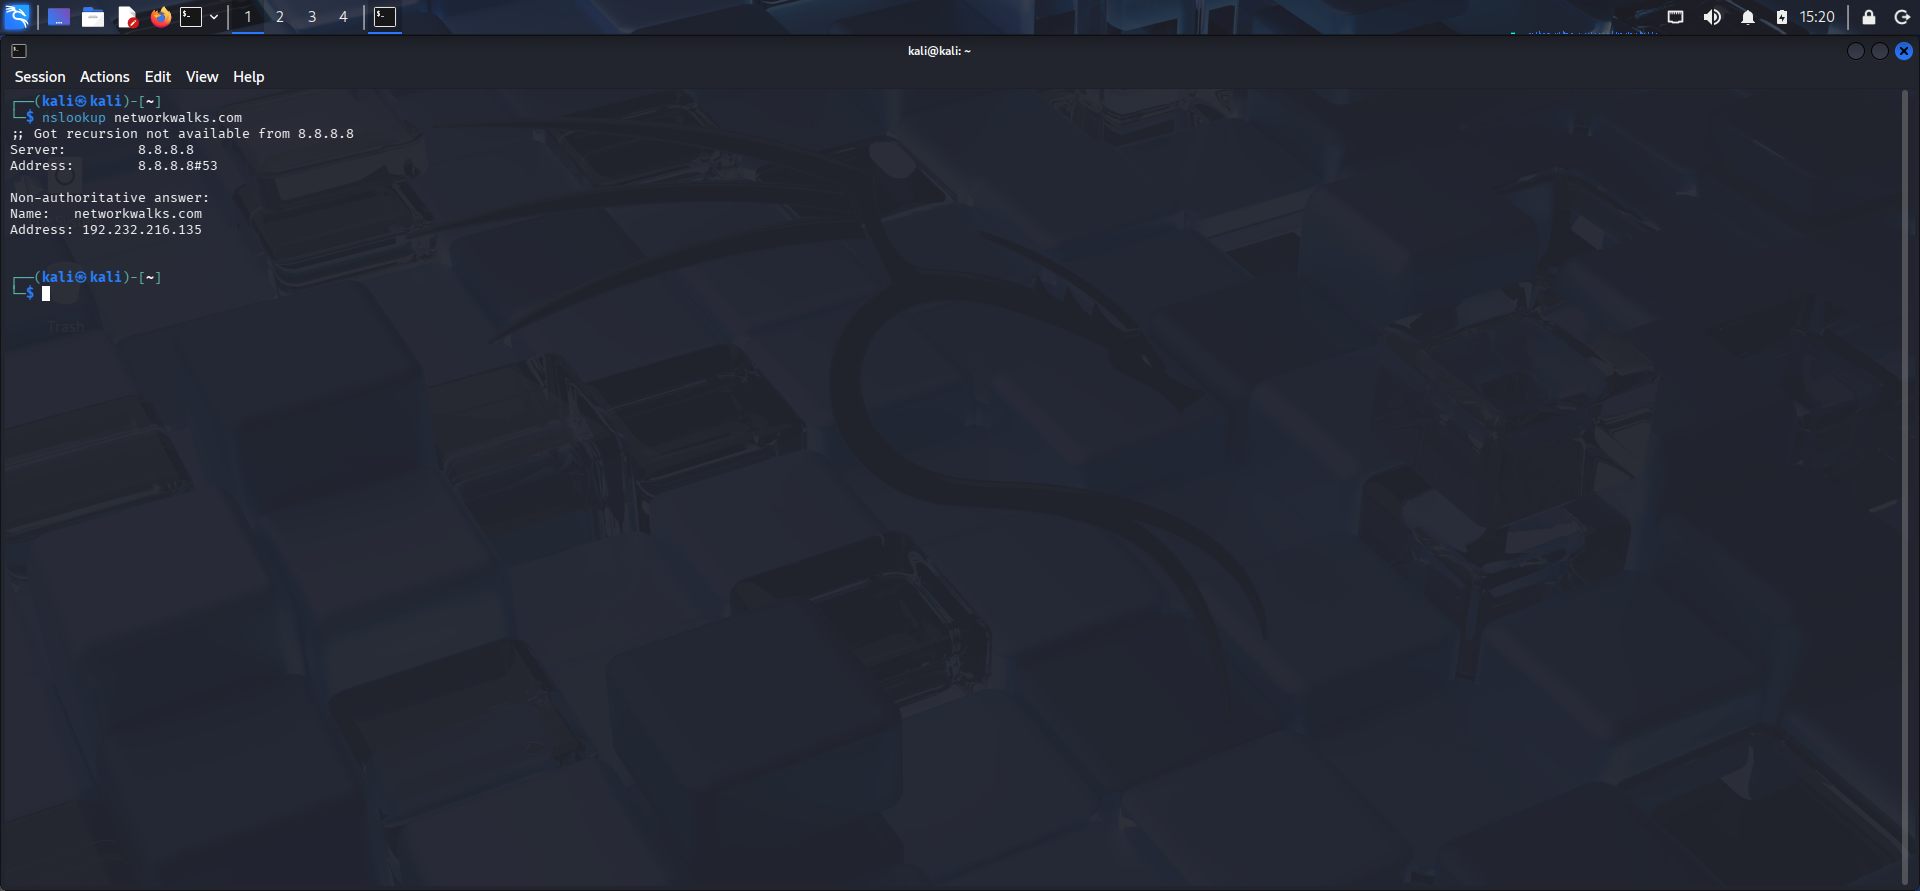 1 2 3 4 15:20
kali@kali: ~
Session Actions Edit View Help
┌──(kali㉿kali)-[~]
└─$ nslookup networkwalks.com
;; Got recursion not available from 8.8.8.8
Server:         8.8.8.8
Address:        8.8.8.8#53
Non-authoritative answer:
Name:   networkwalks.com
Address: 192.232.216.135
┌──(kali㉿kali)-[~]
└─$
Trash